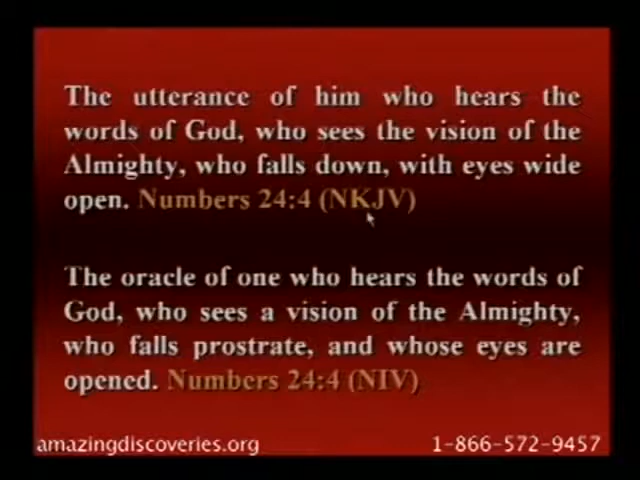 The utterance of him who hears the
words of God, who sees the vision of the
Almighty, who falls down, with eyes wide
open. Numbers 24:4 (NKJV)
The oracle of one who hears the words of
God, who sees a vision of the Almighty,
who falls prostrate, and whose eyes are
opened. Numbers 24:4 (NIV)
amazingdiscoveries.org 1-866-572-9457